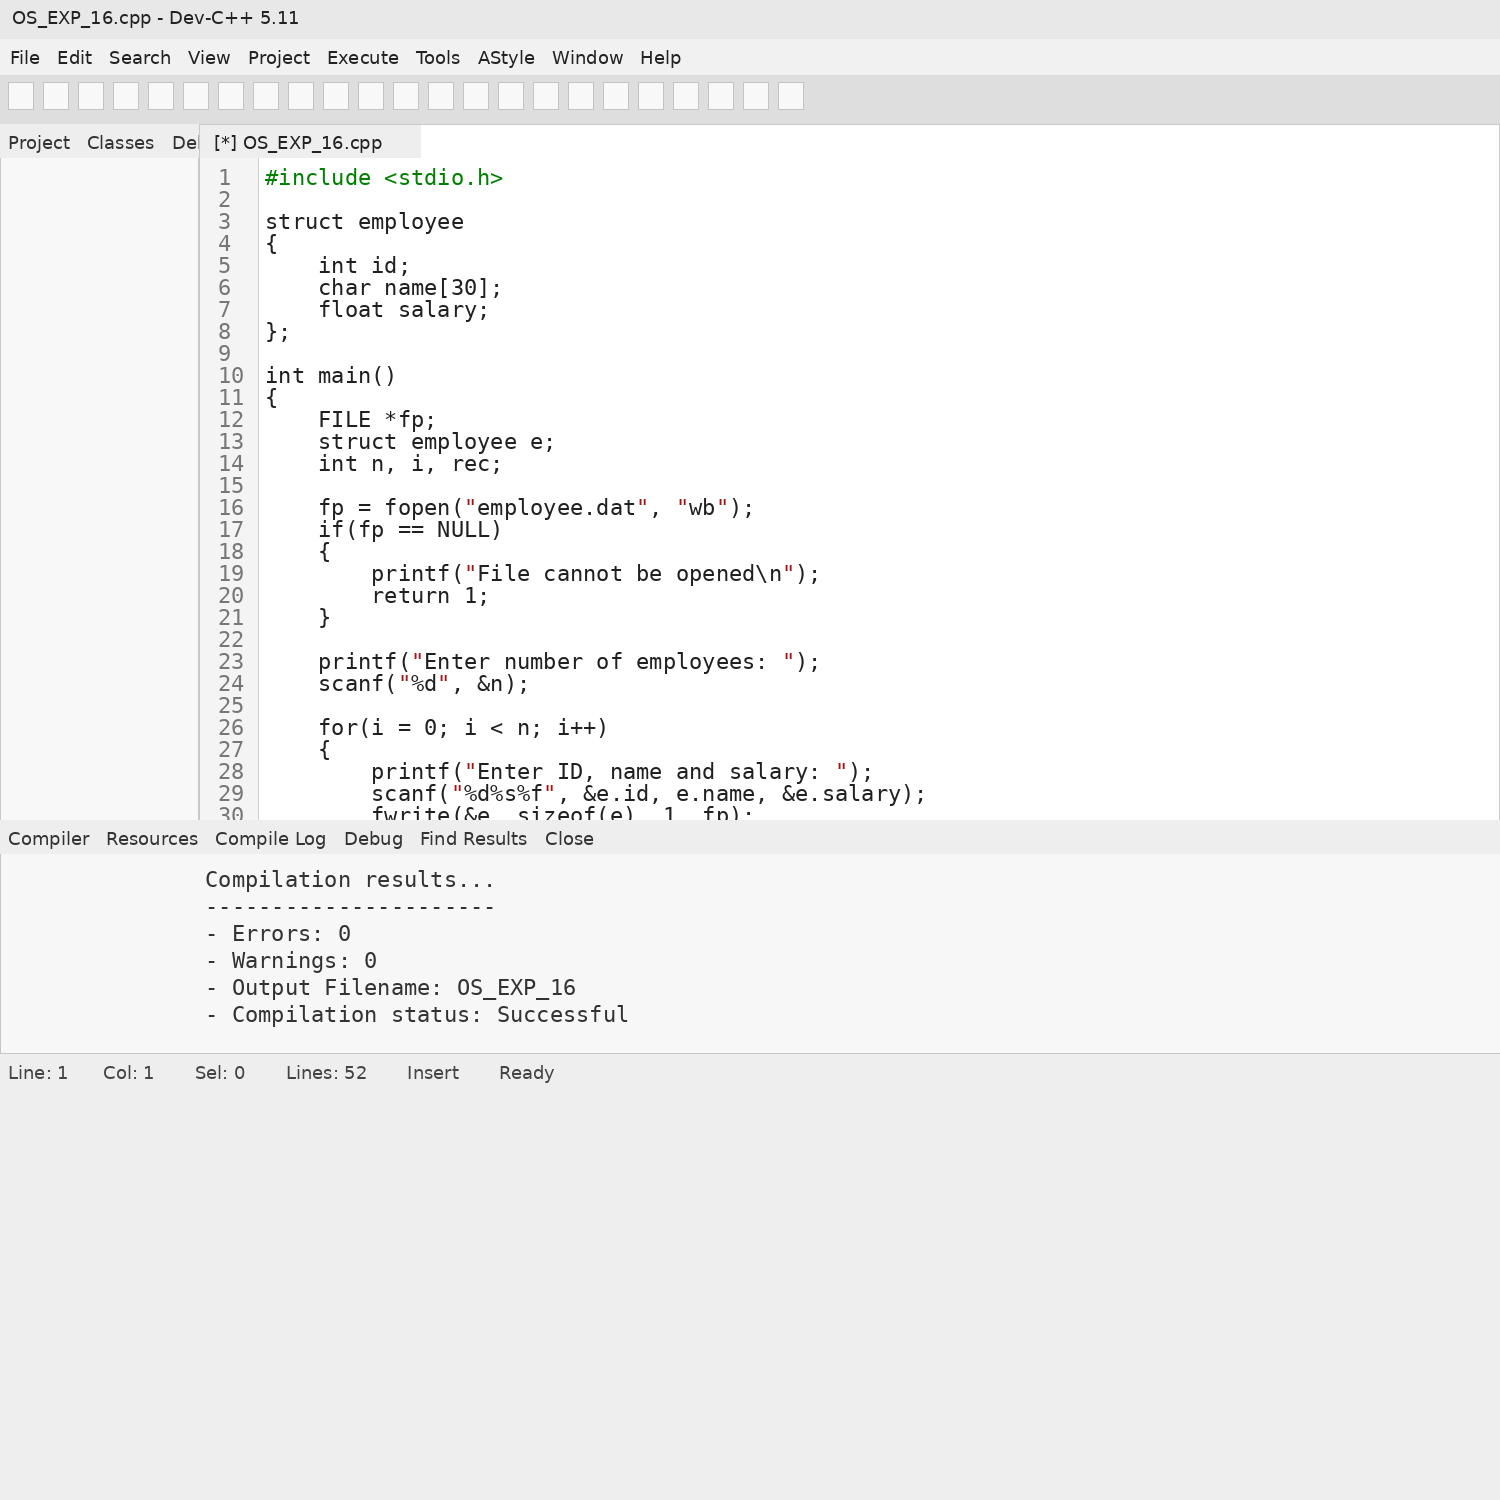 OS_EXP_16.cpp - Dev-C++ 5.11
File Edit Search View Project Execute Tools AStyle Window Help
Project Classes [*] OS_EXP_16.cpp
1 #include <stdio.h>
2
3 struct employee
4 {
5     int id;
6     char name[30];
7     float salary;
8 };
9
10 int main()
11 {
12     FILE *fp;
13     struct employee e;
14     int n, i, rec;
15
16     fp = fopen("employee.dat", "wb");
17     if(fp == NULL)
18     {
19         printf("File cannot be opened\n");
20         return 1;
21     }
22
23     printf("Enter number of employees: ");
24     scanf("%d", &n);
25
26     for(i = 0; i < n; i++)
27     {
28         printf("Enter ID, name and salary: ");
29         scanf("%d%s%f", &e.id, e.name, &e.salary);
30         fwrite(&e, sizeof(e), 1, fp);
Compiler Resources Compile Log Debug Find Results Close
Compilation results...
----------------------
- Errors: 0
- Warnings: 0
- Output Filename: OS_EXP_16
- Compilation status: Successful
Line: 1 Col: 1 Sel: 0 Lines: 52 Insert Ready